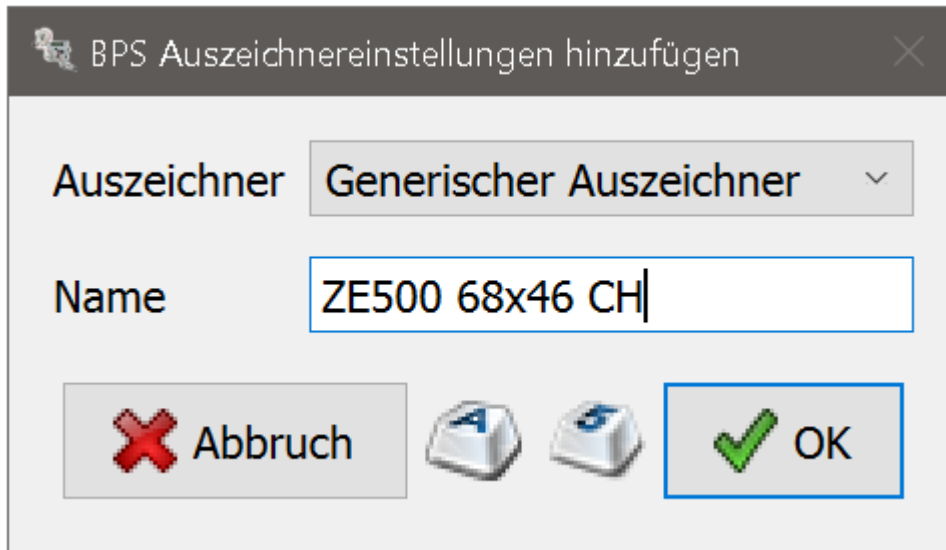 BPS Auszeichnereinstellungen hinzufügen
Auszeichner Generischer Auszeichner
Name ZE500 68x46 CH
Abbruch A 5 OK